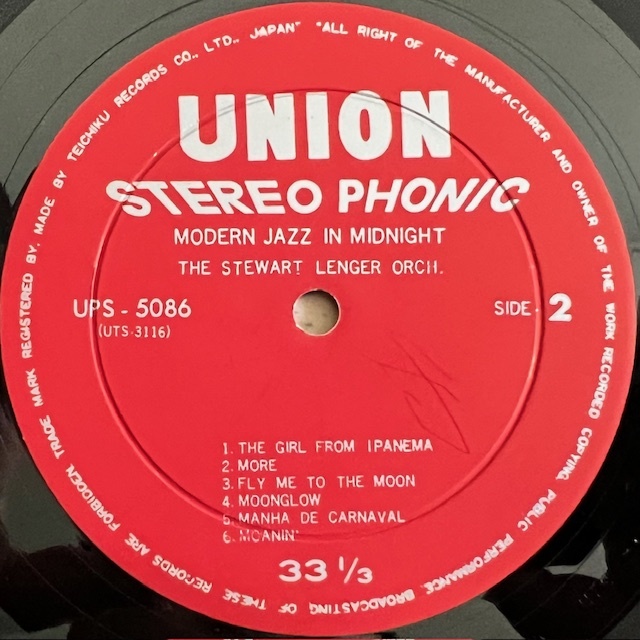 TRADE MARK REGISTERED BY. MADE BY TEICHIKU RECORDS CO., LTD., JAPAN" "ALL RIGHT OF THE MANUFACTURER AND OWNER OF THE WORK RECORDED COPYING, PUBLIC PERFORMANCE BROADCASTING OF THESE RECORDS ARE FORBIDDEN
UNION
STEREO PHONIC
MODERN JAZZ IN MIDNIGHT
THE STEWART LENGER ORCH.
UPS - 5086
(UTS-3116)
SIDE 2
1. THE GIRL FROM IPANEMA
2. MORE
3. FLY ME TO THE MOON
4. MOONGLOW
5. MANHA DE CARNAVAL
6. MOANIN'
33 1/3